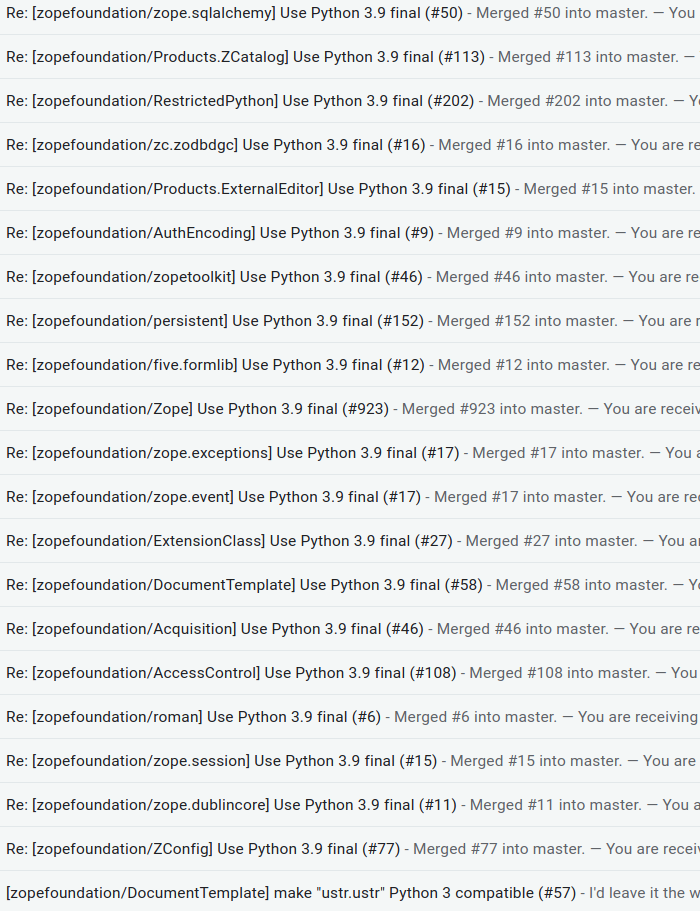 Re: [zopefoundation/zope.sqlalchemy] Use Python 3.9 final (#50) - Merged #50 into master. — You
Re: [zopefoundation/Products.ZCatalog] Use Python 3.9 final (#113) - Merged #113 into master. —
Re: [zopefoundation/RestrictedPython] Use Python 3.9 final (#202) - Merged #202 into master. —
Re: [zopefoundation/zc.zodbdgc] Use Python 3.9 final (#16) - Merged #16 into master. — You are re
Re: [zopefoundation/Products.ExternalEditor] Use Python 3.9 final (#15) - Merged #15 into master.
Re: [zopefoundation/AuthEncoding] Use Python 3.9 final (#9) - Merged #9 into master. — You are re
Re: [zopefoundation/zopetoolkit] Use Python 3.9 final (#46) - Merged #46 into master. — You are re
Re: [zopefoundation/persistent] Use Python 3.9 final (#152) - Merged #152 into master. — You are r
Re: [zopefoundation/five.formlib] Use Python 3.9 final (#12) - Merged #12 into master. — You are re
Re: [zopefoundation/Zope] Use Python 3.9 final (#923) - Merged #923 into master. — You are receiv
Re: [zopefoundation/zope.exceptions] Use Python 3.9 final (#17) - Merged #17 into master. — You a
Re: [zopefoundation/zope.event] Use Python 3.9 final (#17) - Merged #17 into master. — You are rec
Re: [zopefoundation/ExtensionClass] Use Python 3.9 final (#27) - Merged #27 into master. — You ar
Re: [zopefoundation/DocumentTemplate] Use Python 3.9 final (#58) - Merged #58 into master. — Yo
Re: [zopefoundation/Acquisition] Use Python 3.9 final (#46) - Merged #46 into master. — You are re
Re: [zopefoundation/AccessControl] Use Python 3.9 final (#108) - Merged #108 into master. — You
Re: [zopefoundation/roman] Use Python 3.9 final (#6) - Merged #6 into master. — You are receiving
Re: [zopefoundation/zope.session] Use Python 3.9 final (#15) - Merged #15 into master. — You are
Re: [zopefoundation/zope.dublincore] Use Python 3.9 final (#11) - Merged #11 into master. — You a
Re: [zopefoundation/ZConfig] Use Python 3.9 final (#77) - Merged #77 into master. — You are receiv
[zopefoundation/DocumentTemplate] make "ustr.ustr" Python 3 compatible (#57) - I'd leave it the w